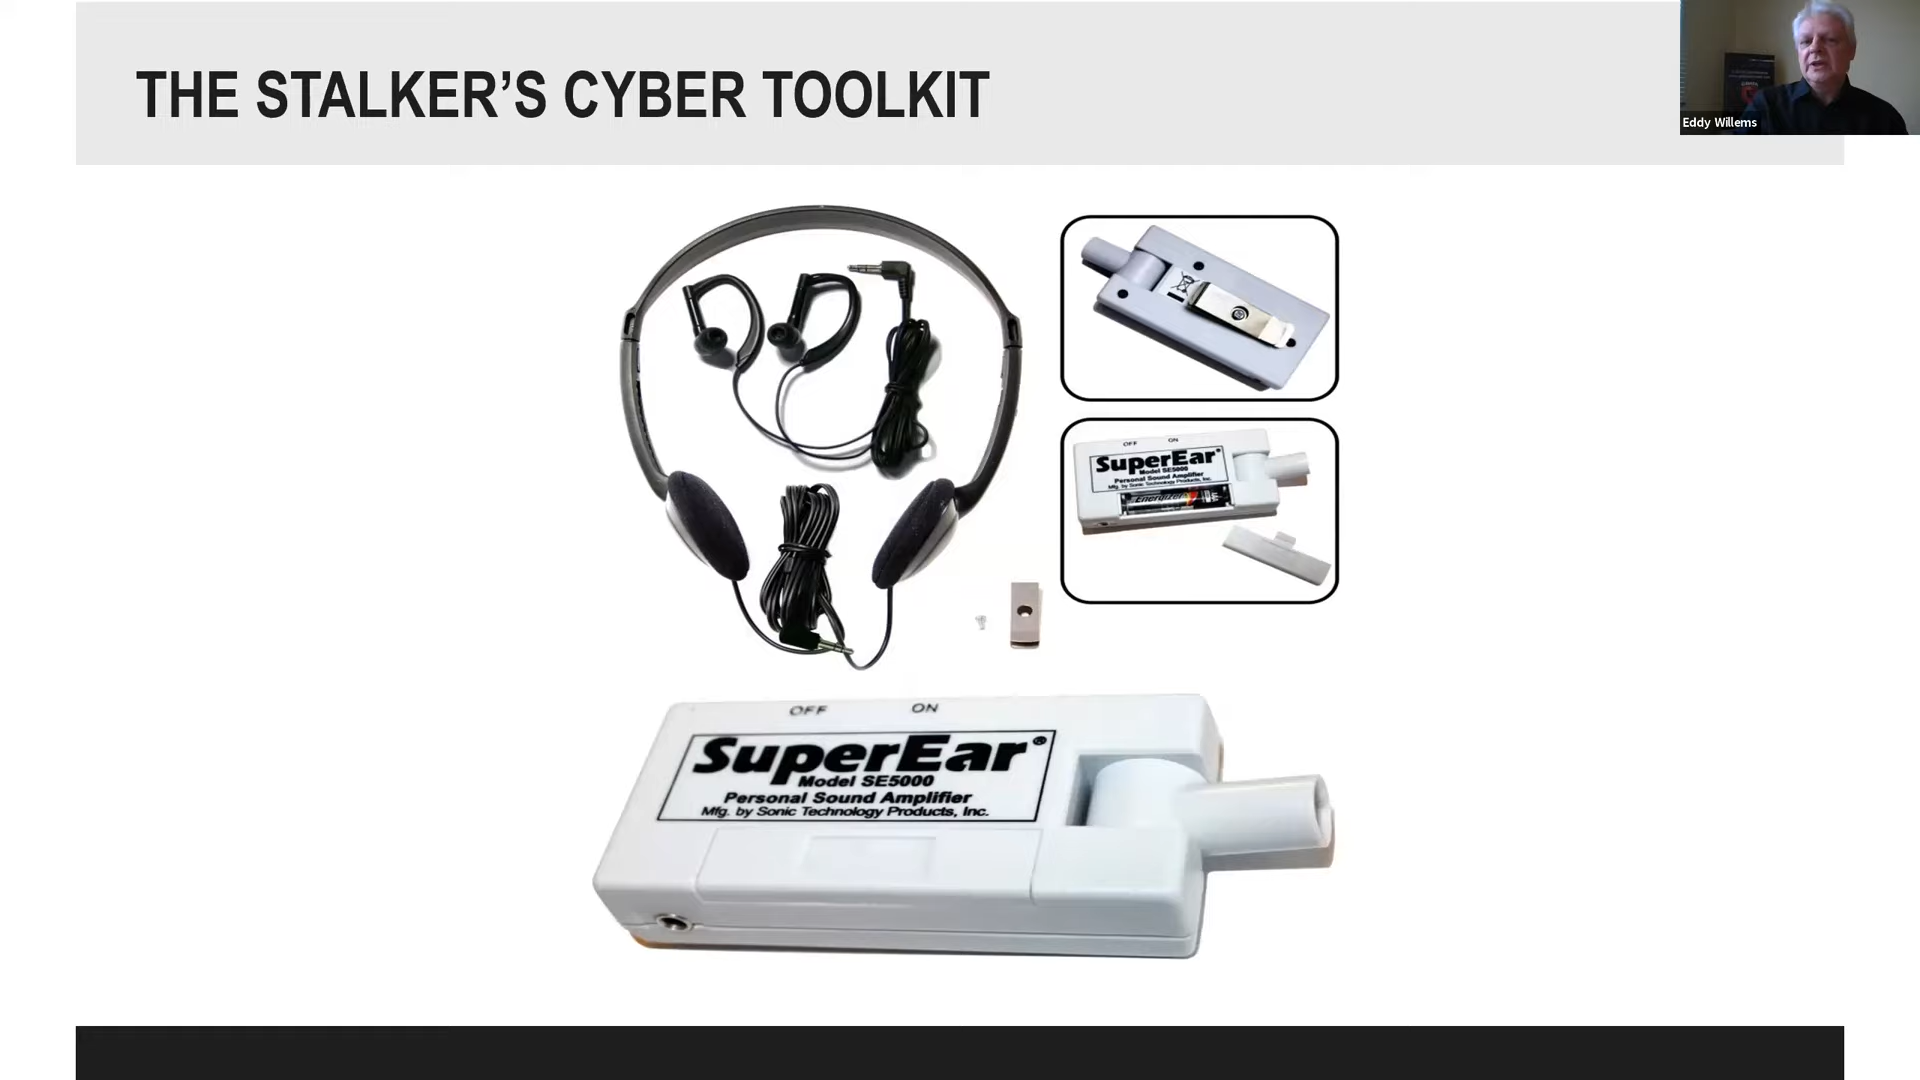 THE STALKER’S CYBER TOOLKIT
Eddy Willems
OFF ON
SuperEar®
Model SE5000
Personal Sound Amplifier
Mfg. by Sonic Technology Products, Inc.
Energizer
OFF ON
SuperEar®
Model SE5000
Personal Sound Amplifier
Mfg. by Sonic Technology Products, Inc.